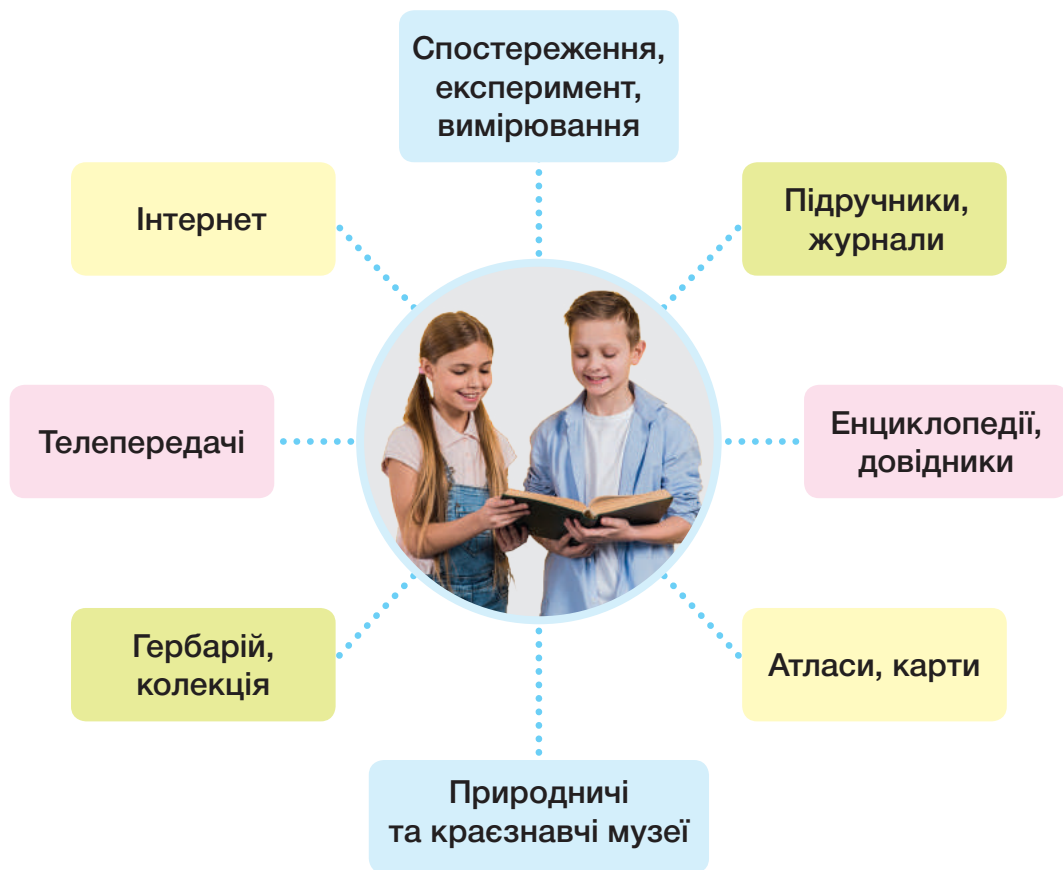 Спостереження,
експеримент,
вимірювання
Інтернет
Підручники,
журнали
Телепередачі
Енциклопедії,
довідники
Гербарій,
колекція
Атласи, карти
Природничі
та краєзнавчі музеї